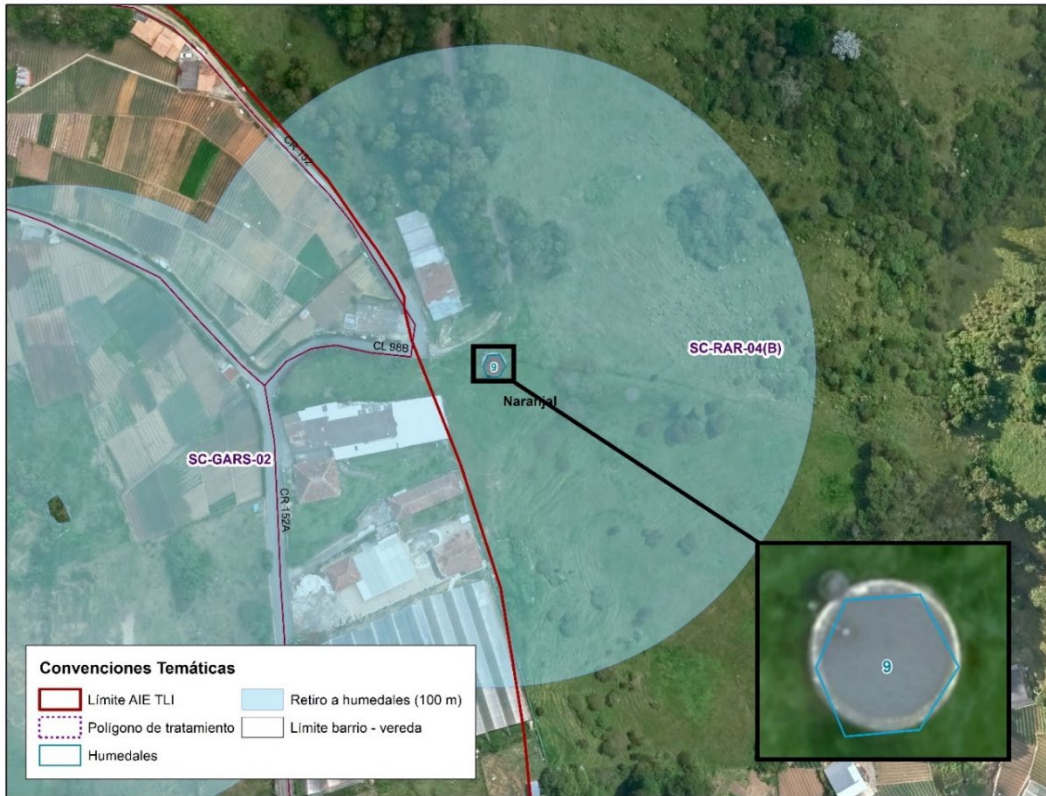 CR 152
CL 98B
SC-RAR-04(B)
9
Naranjal
SC-GARS-02
CR 152A
9
Convenciones Temáticas
Límite AIE TLI
Retiro a humedales (100 m)
Polígono de tratamiento
Límite barrio - vereda
Humedales